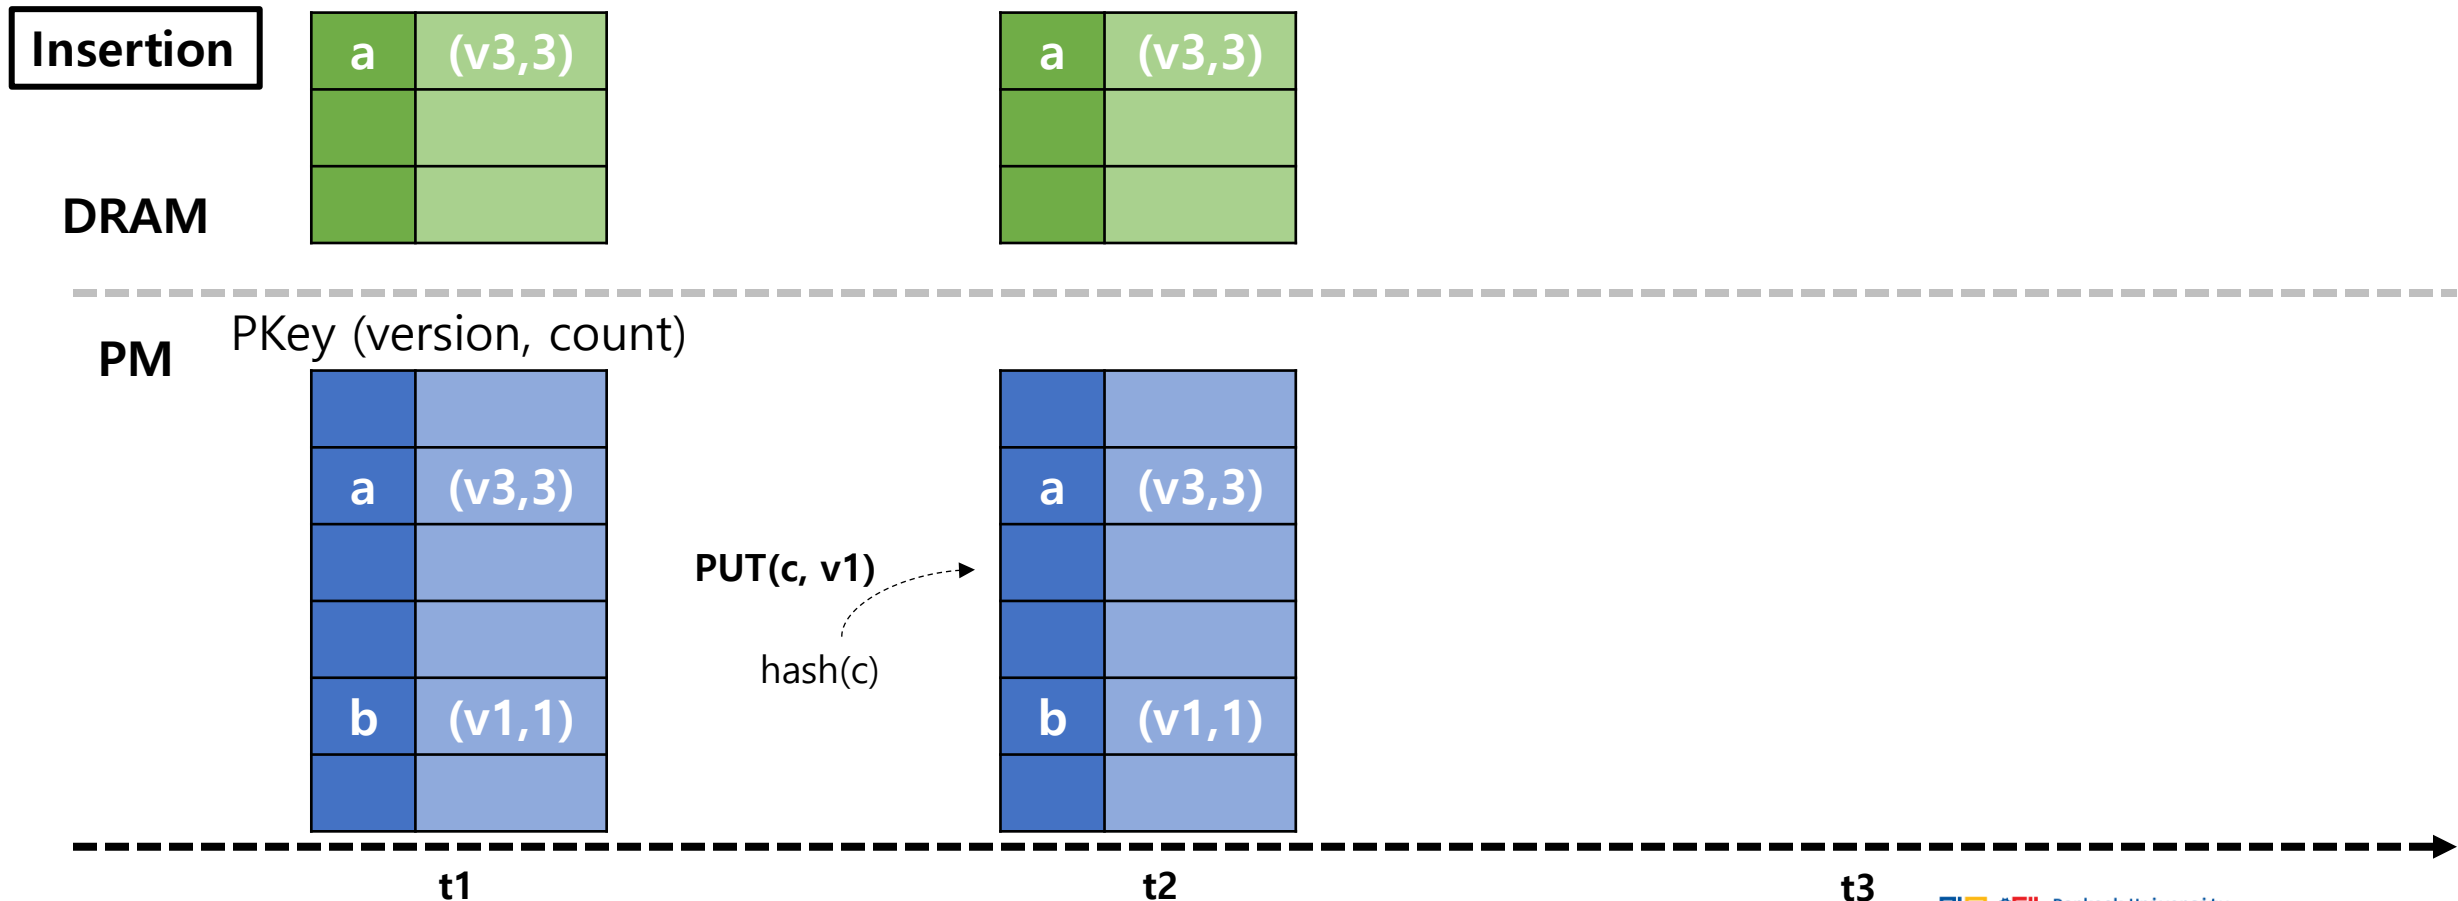 Insertion
a (v3,3)
a (v3,3)
DRAM
PKey (version, count)
PM
a (v3,3)
a (v3,3)
PUT(c, v1)
hash(c)
b (v1,1)
b (v1,1)
t1
t2
t3